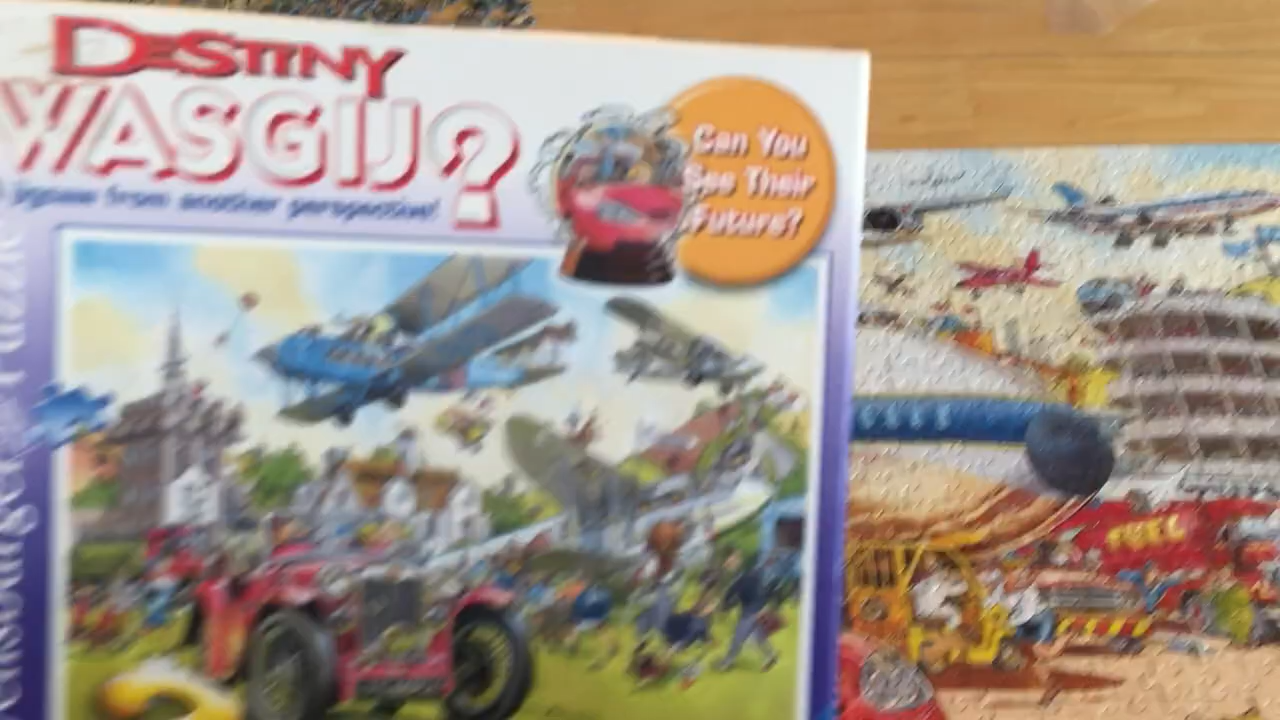 DESTINY
WASGIJ?
jigsaw from another perspective!
Can You
See Their
Future?
FUEL